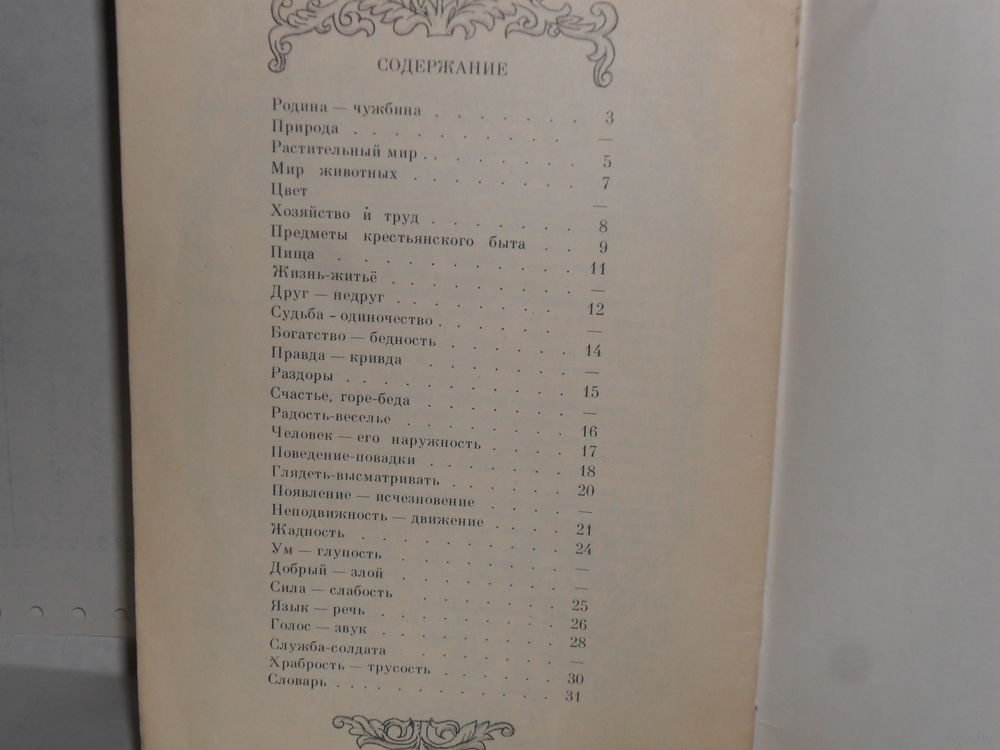 СОДЕРЖАНИЕ
Родина — чужбина . . . . . . . 3
Природа . . . . . . . . . —
Растительный мир . . . . . . . 5
Мир животных . . . . . . . 7
Цвет —
Хозяйство и труд . . . . . . 8
Предметы крестьянского быта . . 9
Пища . . . . . . . . . 11
Жизнь-житьё . . . . . . . —
Друг — недруг . . . . . . . 12
Судьба - одиночество . . . . . —
Богатство — бедность . . . . . 14
Правда — кривда . . . . . . —
Раздоры . . . . . . . . 15
Счастье, горе-беда . . . . . —
Радость-веселье . . . . . . 16
Человек — его наружность . . . . 17
Поведение-повадки . . . . . . 18
Глядеть-высматривать . . . . . 20
Появление — исчезновение . . . . —
Неподвижность — движение . . . . 21
Жадность . . . . . . . . 24
Ум — глупость . . . . . . —
Добрый — злой . . . . . . —
Сила — слабость . . . . . . 25
Язык — речь . . . . . . . 26
Голос — звук . . . . . . . 28
Служба-солдата . . . . . . —
Храбрость — трусость . . . . . 30
Словарь . . . . . . . . . 31